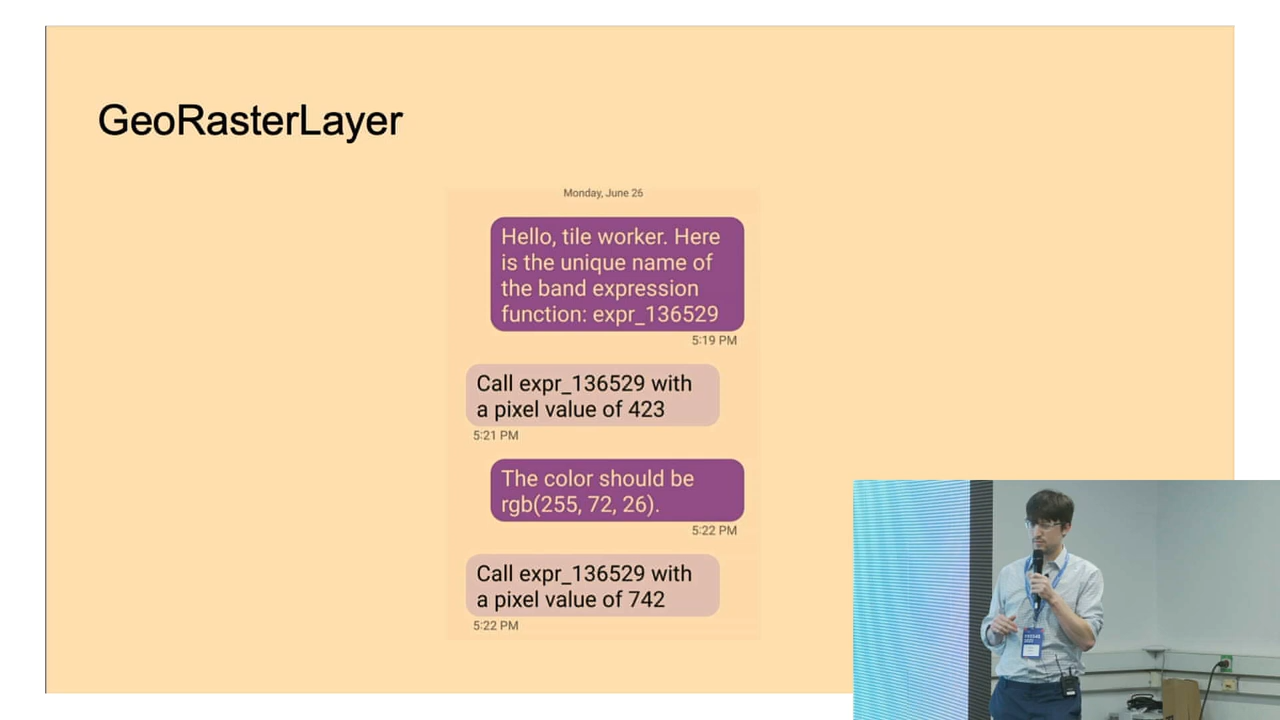 GeoRasterLayer
Monday, June 26
Hello, tile worker. Here
is the unique name of
the band expression
function: expr_136529
5:19 PM
Call expr_136529 with
a pixel value of 423
5:21 PM
The color should be
rgb(255, 72, 26).
5:22 PM
Call expr_136529 with
a pixel value of 742
5:22 PM